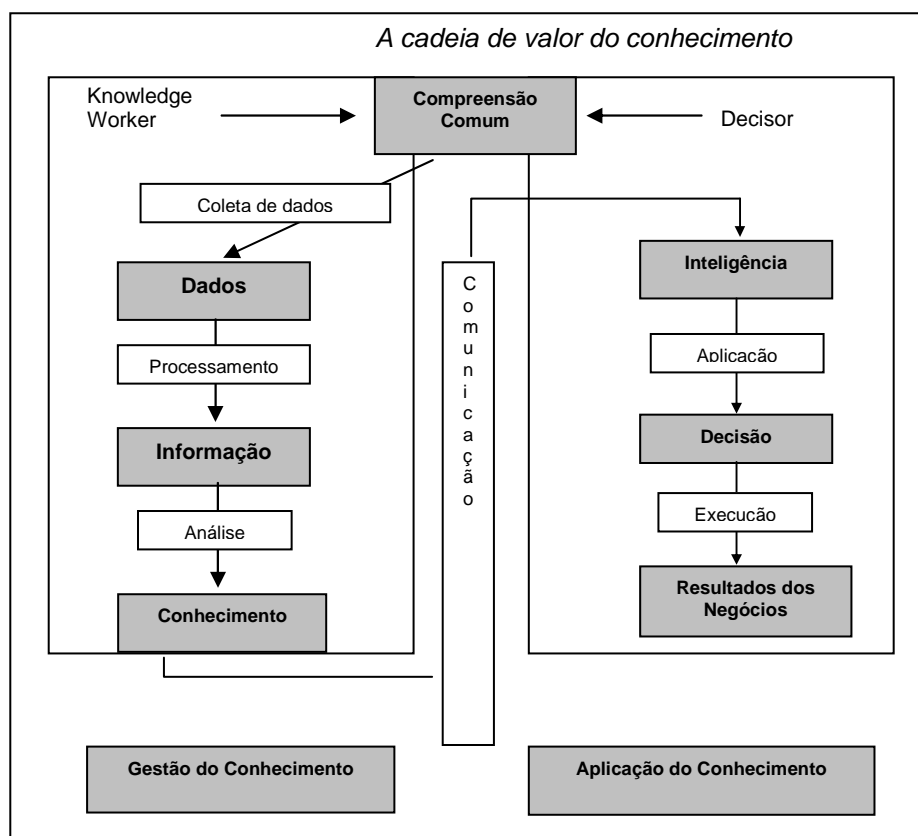 A cadeia de valor do conhecimento
Knowledge
Worker
Compreensão
Comum
Decisor
Coleta de dados
Dados
Processamento
Informação
Análise
Conhecimento
C
o
m
u
n
i
c
a
ç
ã
o
Inteligência
Aplicação
Decisão
Execução
Resultados dos
Negócios
Gestão do Conhecimento
Aplicação do Conhecimento